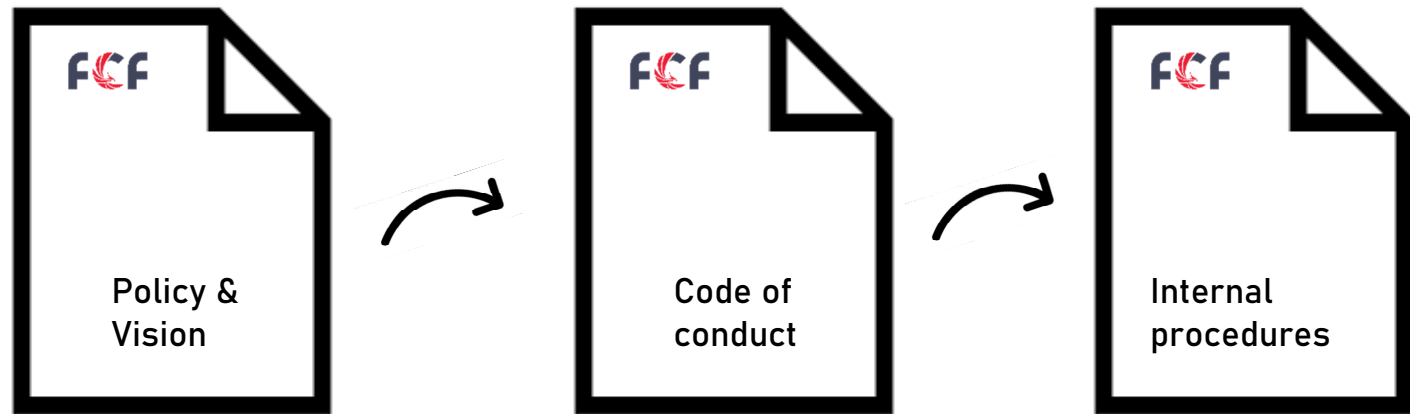 FCF
Policy &
Vision
FCF
Code of
conduct
FCF
Internal
procedures